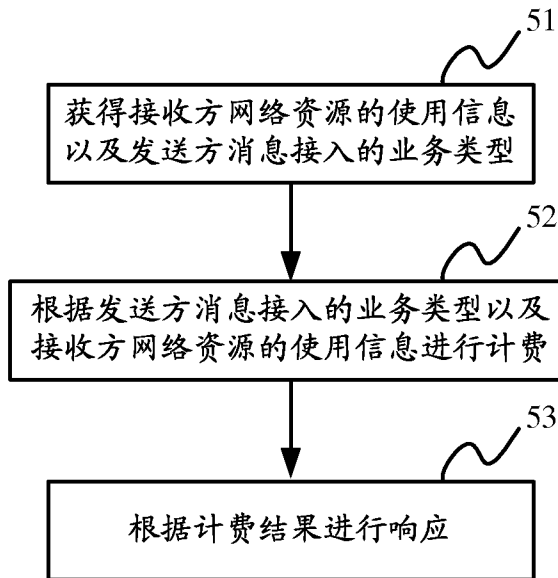 51
获得接收方网络资源的使用信息
以及发送方消息接入的业务类型
52
根据发送方消息接入的业务类型以及
接收方网络资源的使用信息进行计费
53
根据计费结果进行响应